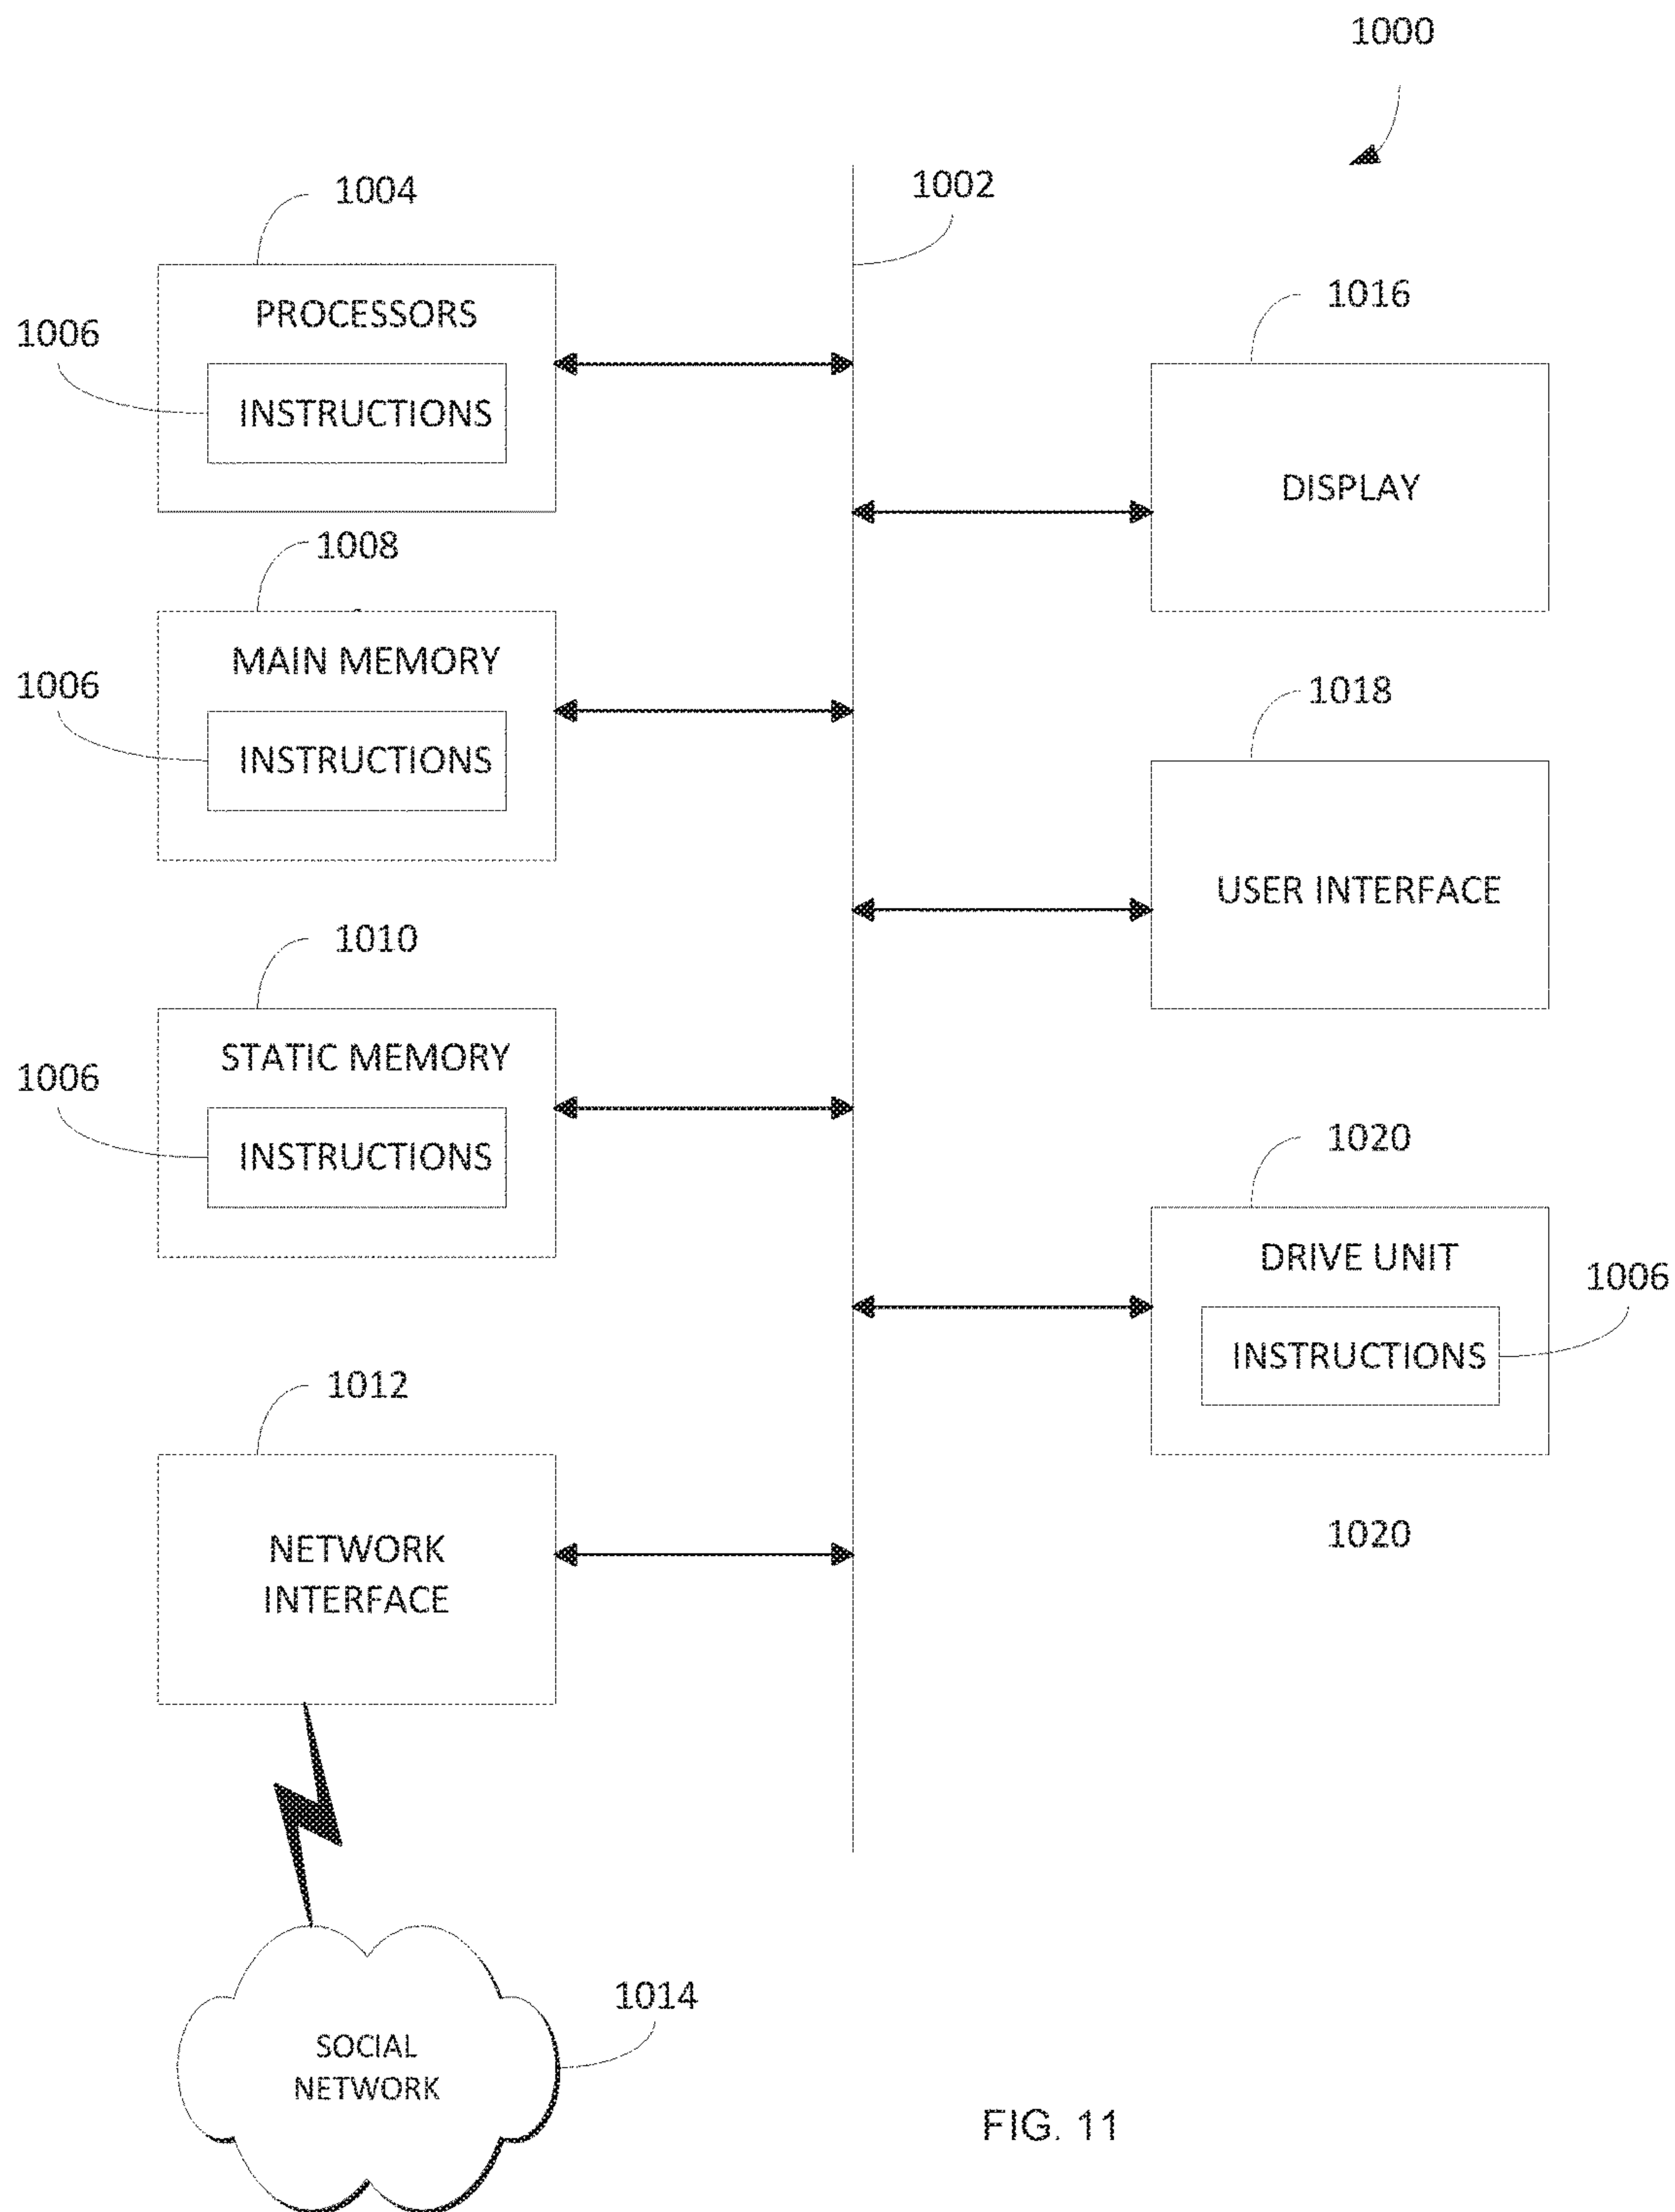 1000
1004
1002
PROCESSORS
1016
1006
INSTRUCTIONS
DISPLAY
1008
MAIN MEMORY
1006
1018
INSTRUCTIONS
USER INTERFACE
1010
STATIC MEMORY
1006
1020
INSTRUCTIONS
DRIVE UNIT
1006
INSTRUCTIONS
1012
1020
NETWORK
INTERFACE
1014
SOCIAL
NETWORK
FIG. 11